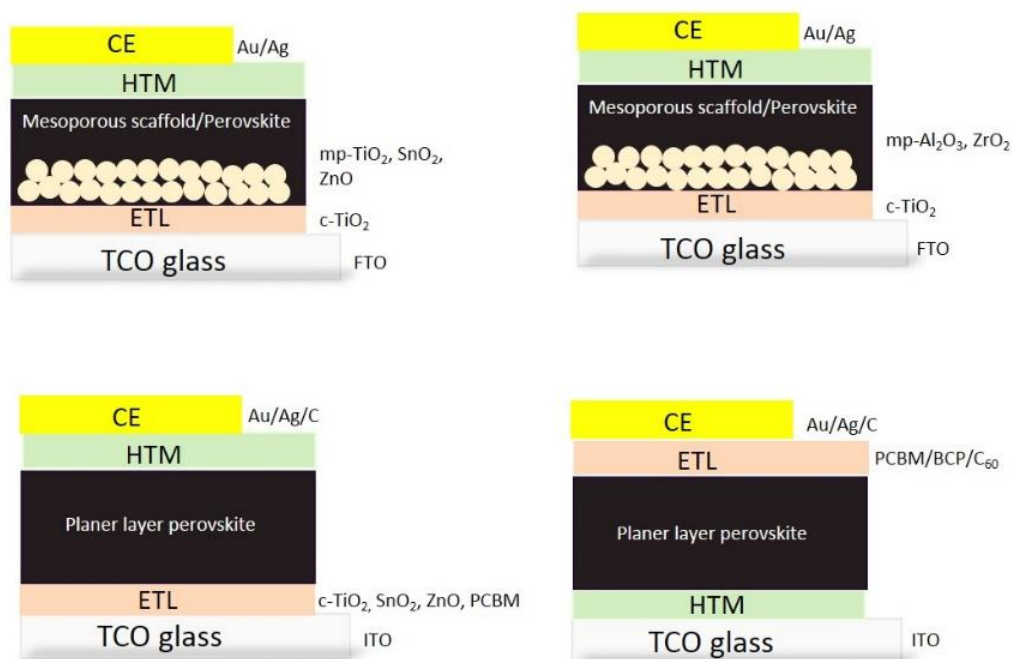 CE
Au/Ag
HTM
Mesoporous scaffold/Perovskite
mp-TiO₂, SnO₂,
ZnO
ETL
c-TiO₂
TCO glass
FTO
CE
Au/Ag
HTM
Mesoporous scaffold/Perovskite
mp-Al₂O₃, ZrO₂
ETL
c-TiO₂
TCO glass
FTO
CE
Au/Ag/C
HTM
Planer layer perovskite
ETL
c-TiO₂, SnO₂, ZnO, PCBM
TCO glass
ITO
CE
Au/Ag/C
ETL
PCBM/BCP/C₆₀
Planer layer perovskite
HTM
TCO glass
ITO